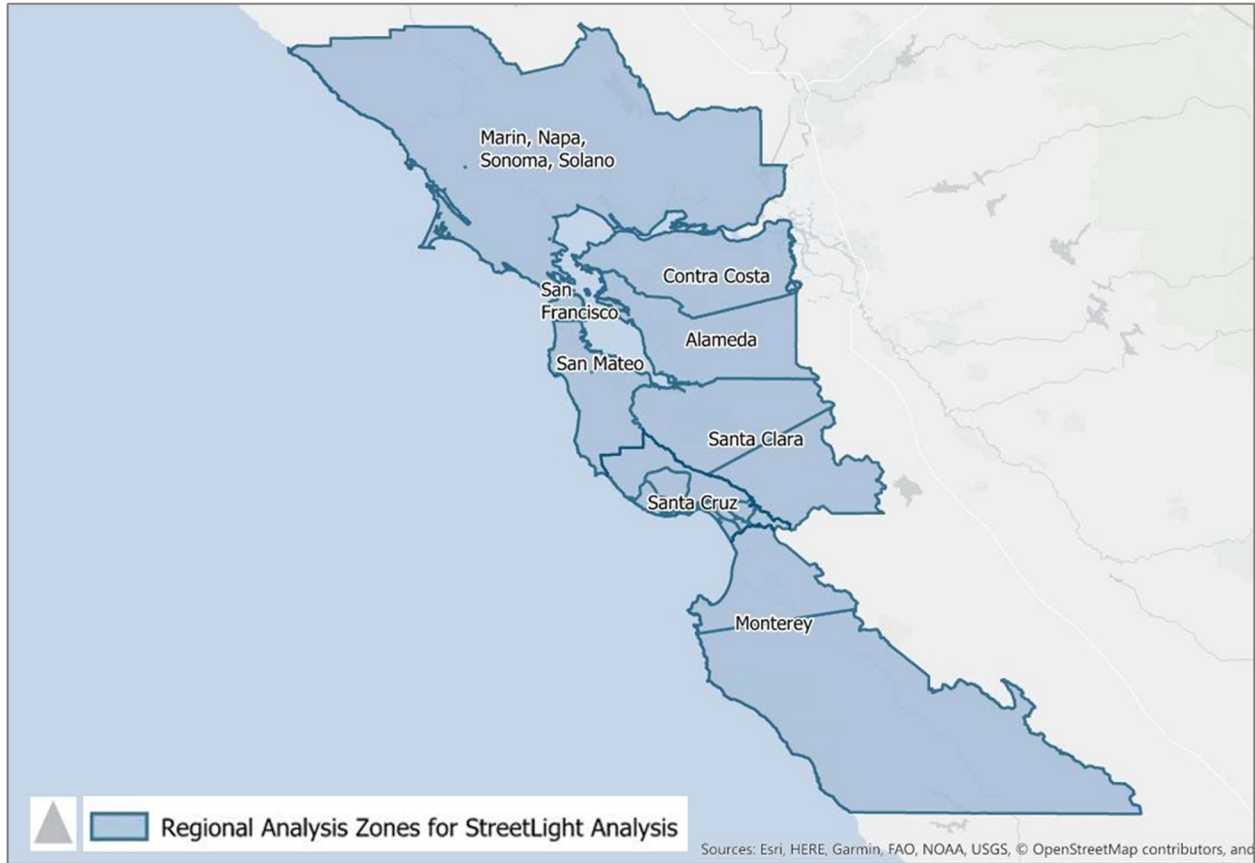 Marin, Napa,
Sonoma, Solano
Contra Costa
San
Francisco
Alameda
San Mateo
Santa Clara
Santa Cruz
Monterey
Regional Analysis Zones for StreetLight Analysis
Sources: Esri, HERE, Garmin, FAO, NOAA, USGS, © OpenStreetMap contributors, and